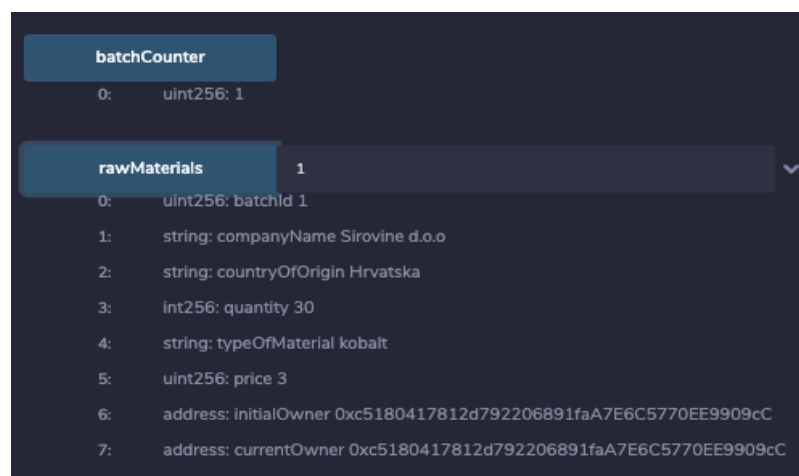 batchCounter
0: uint256: 1
rawMaterials 1
0: uint256: batchId 1
1: string: companyName Sirovine d.o.o
2: string: countryOfOrigin Hrvatska
3: int256: quantity 30
4: string: typeOfMaterial kobalt
5: uint256: price 3
6: address: initialOwner 0xc5180417812d792206891faA7E6C5770EE9909cC
7: address: currentOwner 0xc5180417812d792206891faA7E6C5770EE9909cC